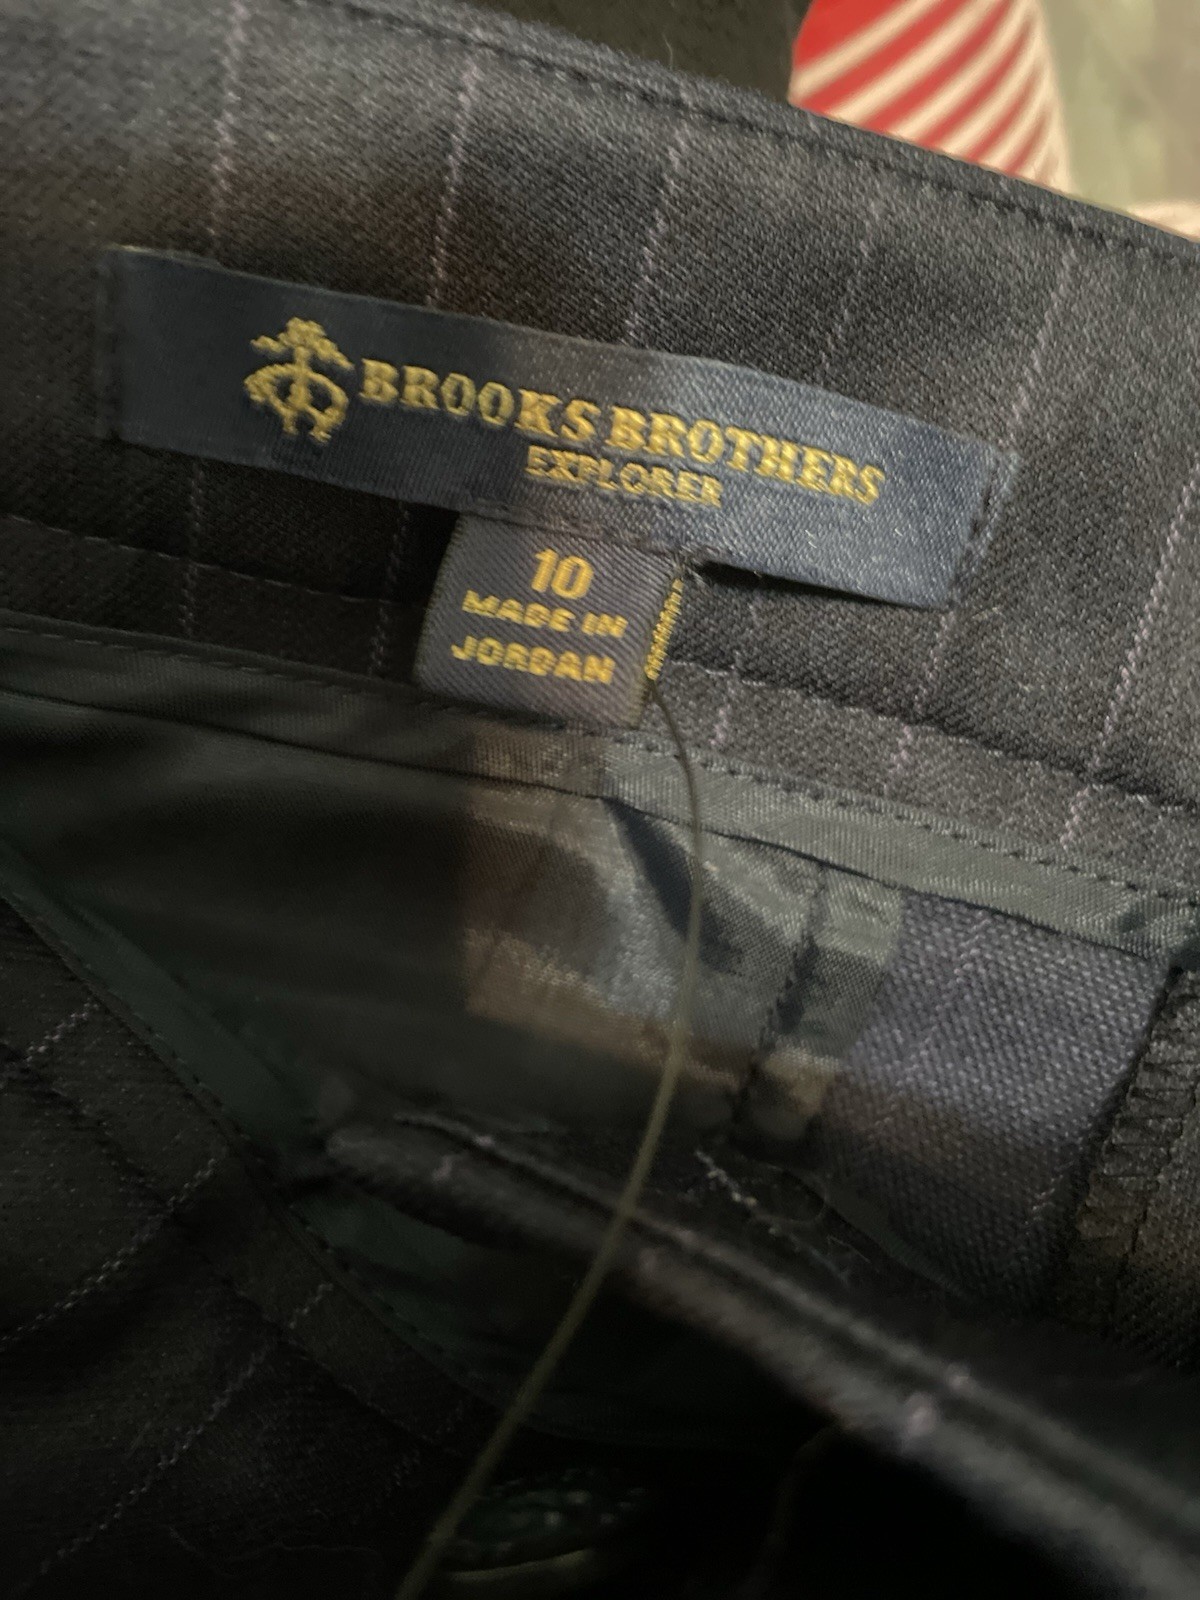 BROOKS BROTHERS
EXPLORER
10
MADE IN
JORDAN